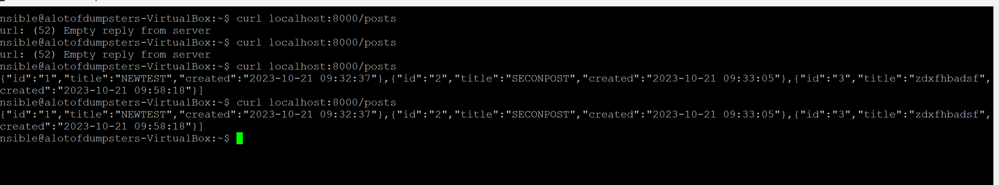 nsible@alotofdumpsters-VirtualBox:~$ curl localhost:8000/posts
url: (52) Empty reply from server
nsible@alotofdumpsters-VirtualBox:~$ curl localhost:8000/posts
url: (52) Empty reply from server
nsible@alotofdumpsters-VirtualBox:~$ curl localhost:8000/posts
{"id":"1","title":"NEWTEST","created":"2023-10-21 09:32:37"},{"id":"2","title":"SECONPOST","created":"2023-10-21 09:33:05"},{"id":"3","title":"zdxfhbadsf",
created":"2023-10-21 09:58:18"}]
nsible@alotofdumpsters-VirtualBox:~$ curl localhost:8000/posts
{"id":"1","title":"NEWTEST","created":"2023-10-21 09:32:37"},{"id":"2","title":"SECONPOST","created":"2023-10-21 09:33:05"},{"id":"3","title":"zdxfhbadsf",
created":"2023-10-21 09:58:18"}]
nsible@alotofdumpsters-VirtualBox:~$